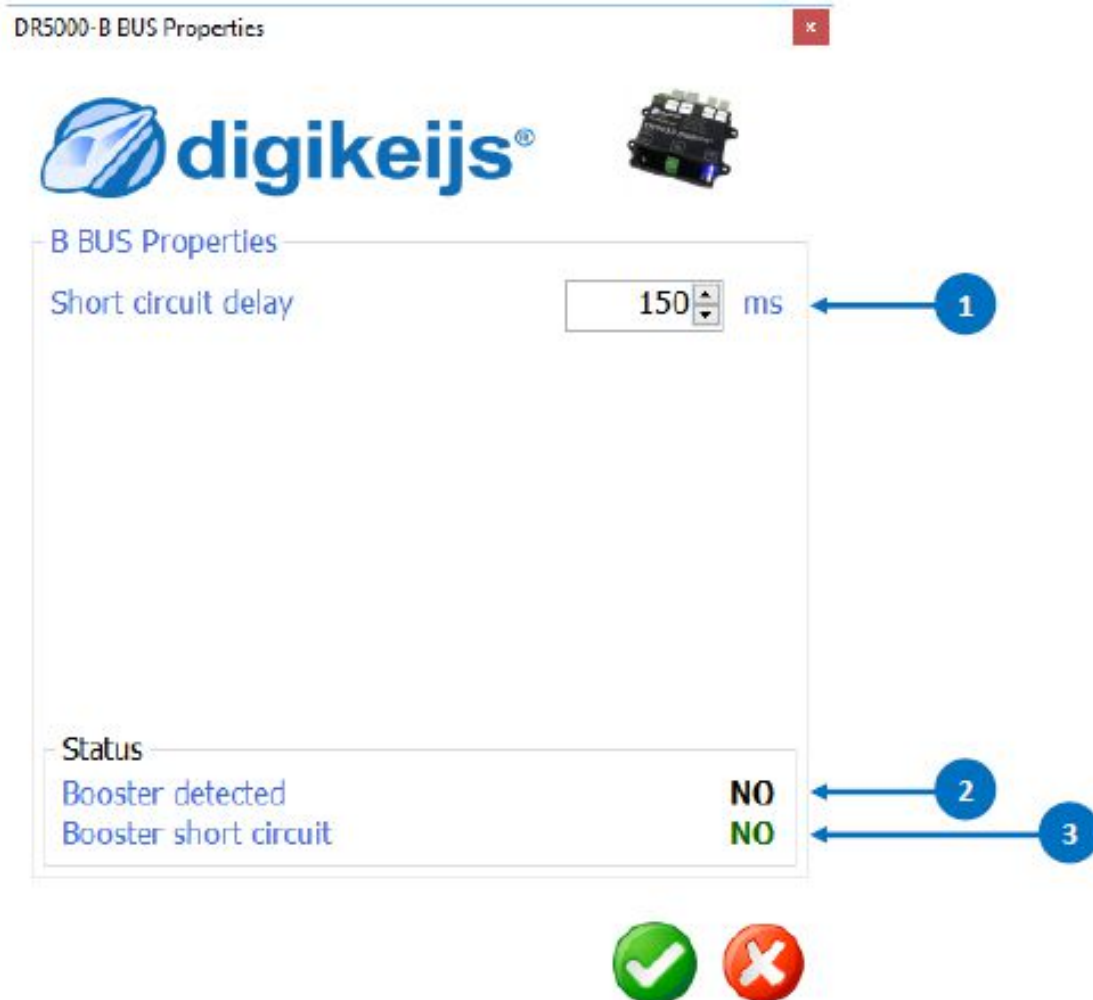 DR5000-B BUS Properties
digikeijs®
B BUS Properties
Short circuit delay 150 ms 1
Status
Booster detected NO 2
Booster short circuit NO 3